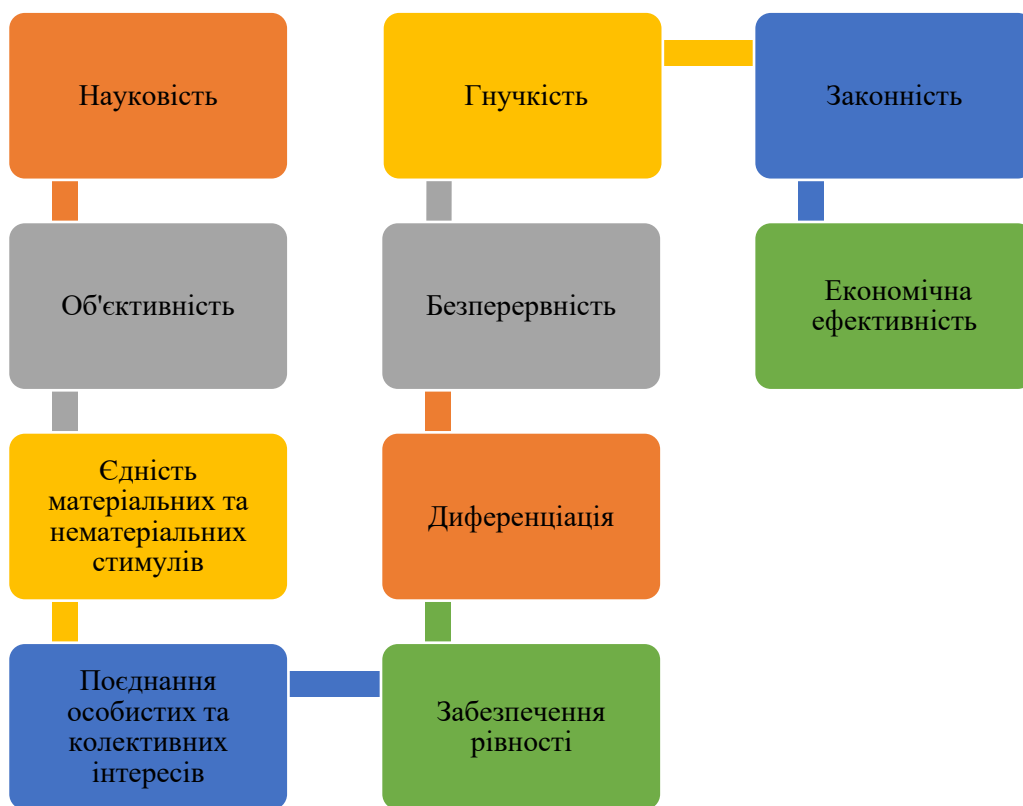 Науковість
Об'єктивність
Єдність
матеріальних та
нематеріальних
стимулів
Поєднання
особистих та
колективних
інтересів
Забезпечення
рівності
Диференціація
Безперервність
Гнучкість
Законність
Економічна
ефективність